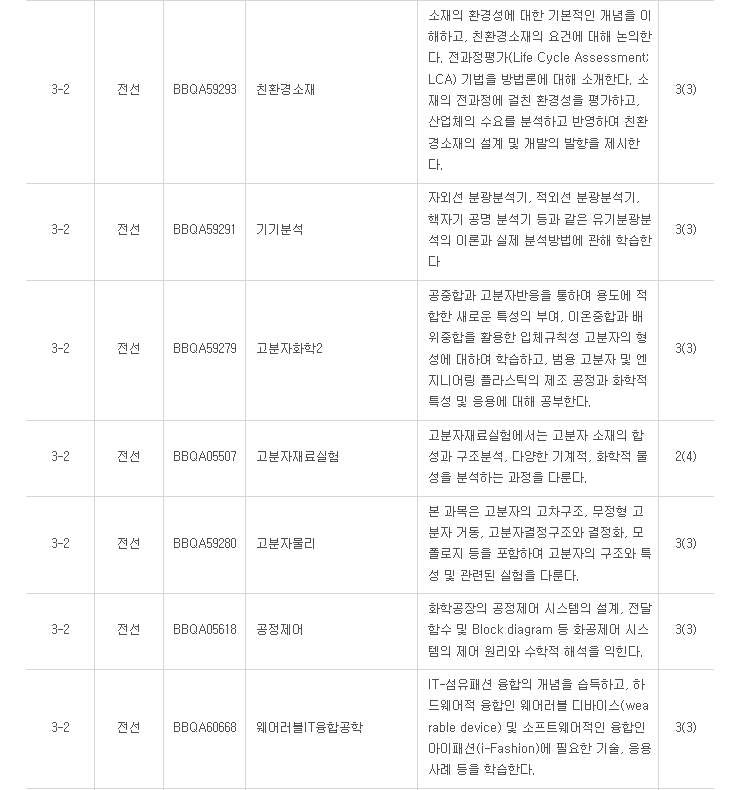 3-2
전선
BBQA59293
친환경소재
소재의 환경성에 대한 기본적인 개념을 이
해하고, 친환경소재의 요건에 대해 논의한
다. 전과정평가(Life Cycle Assessment;
LCA) 기법을 방법론에 대해 소개한다. 소
재의 전과정에 걸친 환경성을 평가하고,
산업체의 수요를 분석하고 반영하여 친환
경소재의 설계 및 개발의 발향을 제시한
다.
3(3)
3-2
전선
BBQA59291
기기분석
자외선 분광분석기, 적외선 분광분석기,
핵자기 공명 분석기 등과 같은 유기분광분
석의 이론과 실제 분석방법에 관해 학습한
다
3(3)
3-2
전선
BBQA59279
고분자화학2
공중합과 고분자반응을 통하여 용도에 적
합한 새로운 특성의 부여, 이온중합과 배
위중합을 활용한 입체규칙성 고분자의 형
성에 대하여 학습하고, 범용 고분자 및 엔
지니어링 플라스틱의 제조 공정과 화학적
특성 및 응용에 대해 공부한다.
3(3)
3-2
전선
BBQA05507
고분자재료실험
고분자재료실험에서는 고분자 소재의 합
성과 구조분석, 다양한 기계적, 화학적 물
성을 분석하는 과정을 다룬다.
2(4)
3-2
전선
BBQA59280
고분자물리
본 과목은 고분자의 고차구조, 무정형 고
분자 거동, 고분자결정구조와 결정화, 모
폴로지 등을 포함하여 고분자의 구조와 특
성 및 관련된 실험을 다룬다.
3(3)
3-2
전선
BBQA05618
공정제어
화학공장의 공정제어 시스템의 설계, 전달
함수 및 Block diagram 등 화공제어 시스
템의 제어 원리와 수학적 해석을 익힌다.
3(3)
3-2
전선
BBQA60668
웨어러블IT융합공학
IT-섬유패션 융합의 개념을 습득하고, 하
드웨어적 융합인 웨어러블 디바이스(wea
rable device) 및 소프트웨어적인 융합인
아이패션(i-Fashion)에 필요한 기술, 응용
사례 등을 학습한다.
3(3)